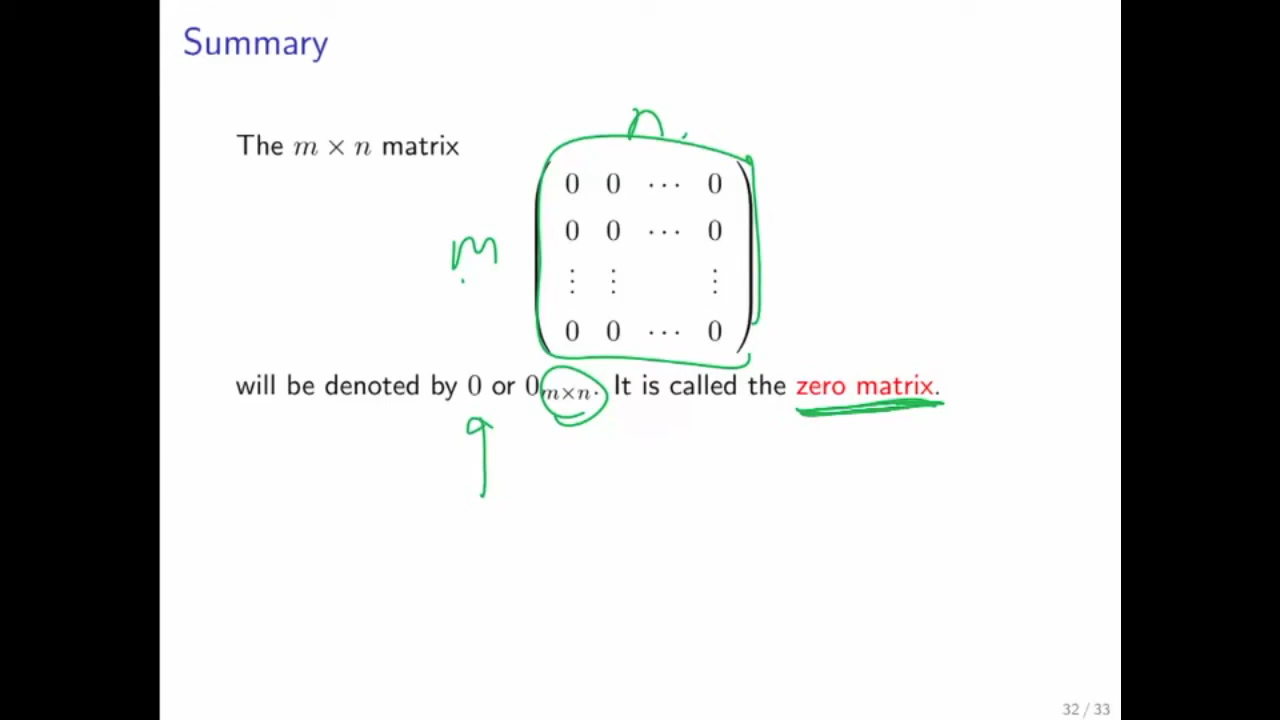 Summary
n
The m × n matrix
0 0 ⋯ 0
0 0 ⋯ 0
m
⋮ ⋮ ⋮
0 0 ⋯ 0
will be denoted by 0 or 0m×n. It is called the zero matrix.
32 / 33